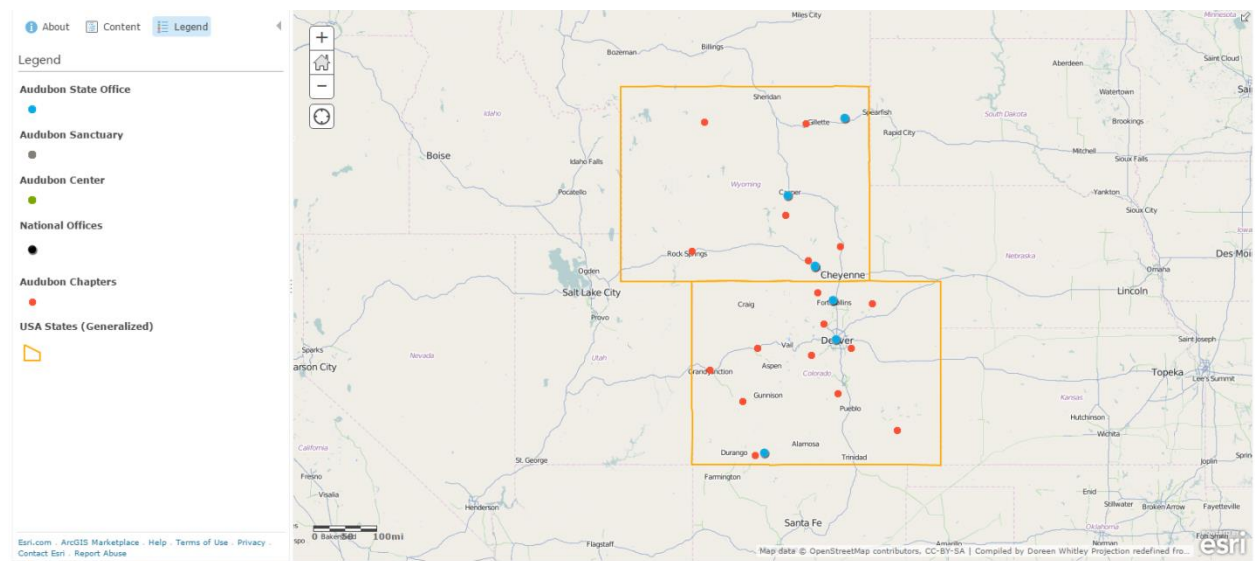 About Content Legend
Legend
Audubon State Office
Audubon Sanctuary
Audubon Center
National Offices
Audubon Chapters
USA States (Generalized)
Esri.com . ArcGIS Marketplace . Help . Terms of Use . Privacy .
Contact Esri . Report Abuse
Miles City
Minnesota
Billings
Bozeman
Saint Cloud
Aberdeen
Watertown
Sheridan
Spearfish
Idaho
South Dakota
Gillette
Brookings
Rapid City
Boise
Mitchell
Sioux Falls
Idaho Falls
Wyoming
Pocatello
Casper
Yankton
Sioux City
Iowa
Rock Springs
Nebraska
Des Moi
Ogden
Cheyenne
Omaha
Salt Lake City
Lincoln
Craig
Fort Collins
Provo
Sparks
Vail
Denver
Saint Joseph
Nevada
Utah
arson City
Aspen
Colorado
Grand Junction
Topeka
Lee's Summit
Gunnison
Kansas
Pueblo
Hutchinson
Wichita
California
Durango
Alamosa
Trinidad
St. George
Joplin
Sprin
Fresno
Farmington
Visalia
Enid
Henderson
Stillwater
Broken Arrow
Fayetteville
Santa Fe
Oklahoma
0 50 100mi
Flagstaff
Amarillo
Norman
Map data © OpenStreetMap contributors, CC-BY-SA | Compiled by Doreen Whitley Projection redefined fro...
esri